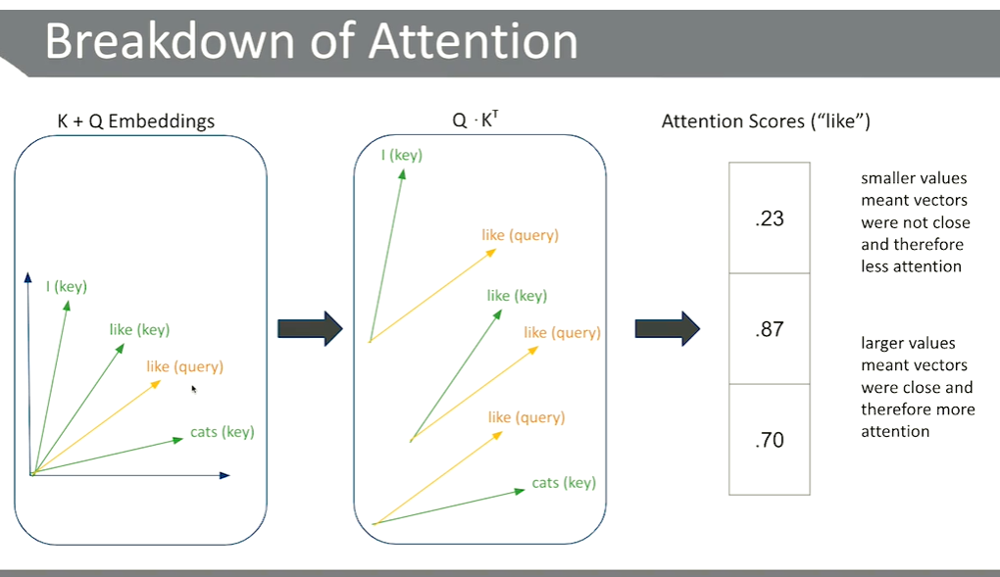 Breakdown of Attention
K + Q Embeddings
I (key)
like (key)
like (query)
cats (key)
Q · Kᵀ
I (key)
like (query)
like (key)
like (query)
like (query)
cats (key)
Attention Scores (“like”)
.23
.87
.70
smaller values
meant vectors
were not close
and therefore
less attention
larger values
meant vectors
were close and
therefore more
attention